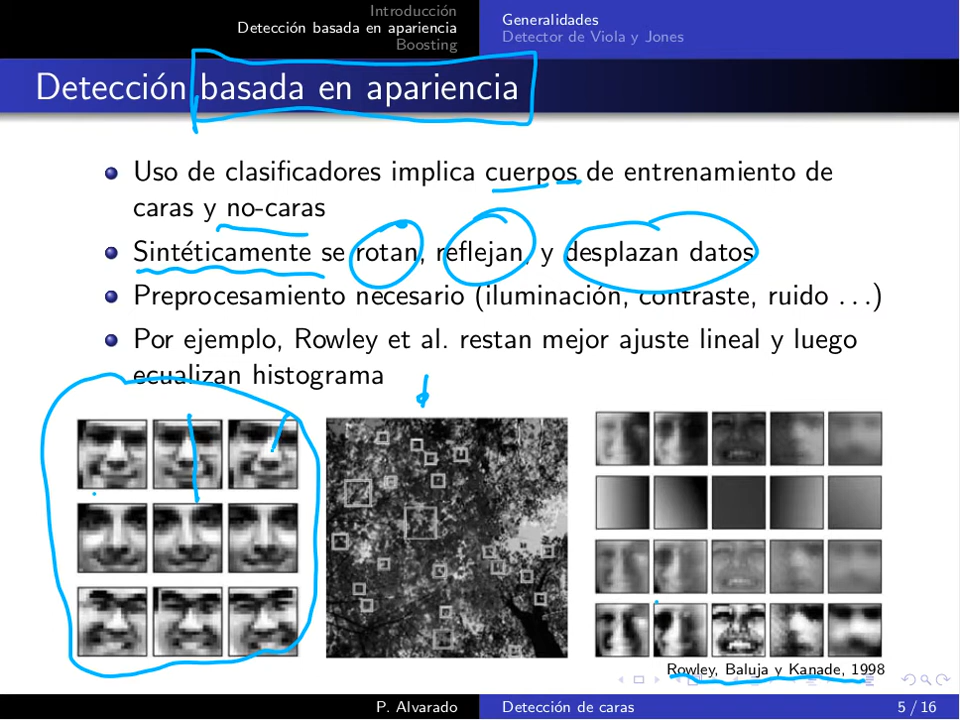 Introducción
Detección basada en apariencia
Boosting
Generalidades
Detector de Viola y Jones
Detección basada en apariencia
Uso de clasificadores implica cuerpos de entrenamiento de
caras y no-caras
Sintéticamente se rotan, reflejan, y desplazan datos
Preprocesamiento necesario (iluminación, contraste, ruido ...)
Por ejemplo, Rowley et al. restan mejor ajuste lineal y luego
ecualizan histograma
Rowley, Baluja y Kanade, 1998
P. Alvarado
Detección de caras
5 / 16